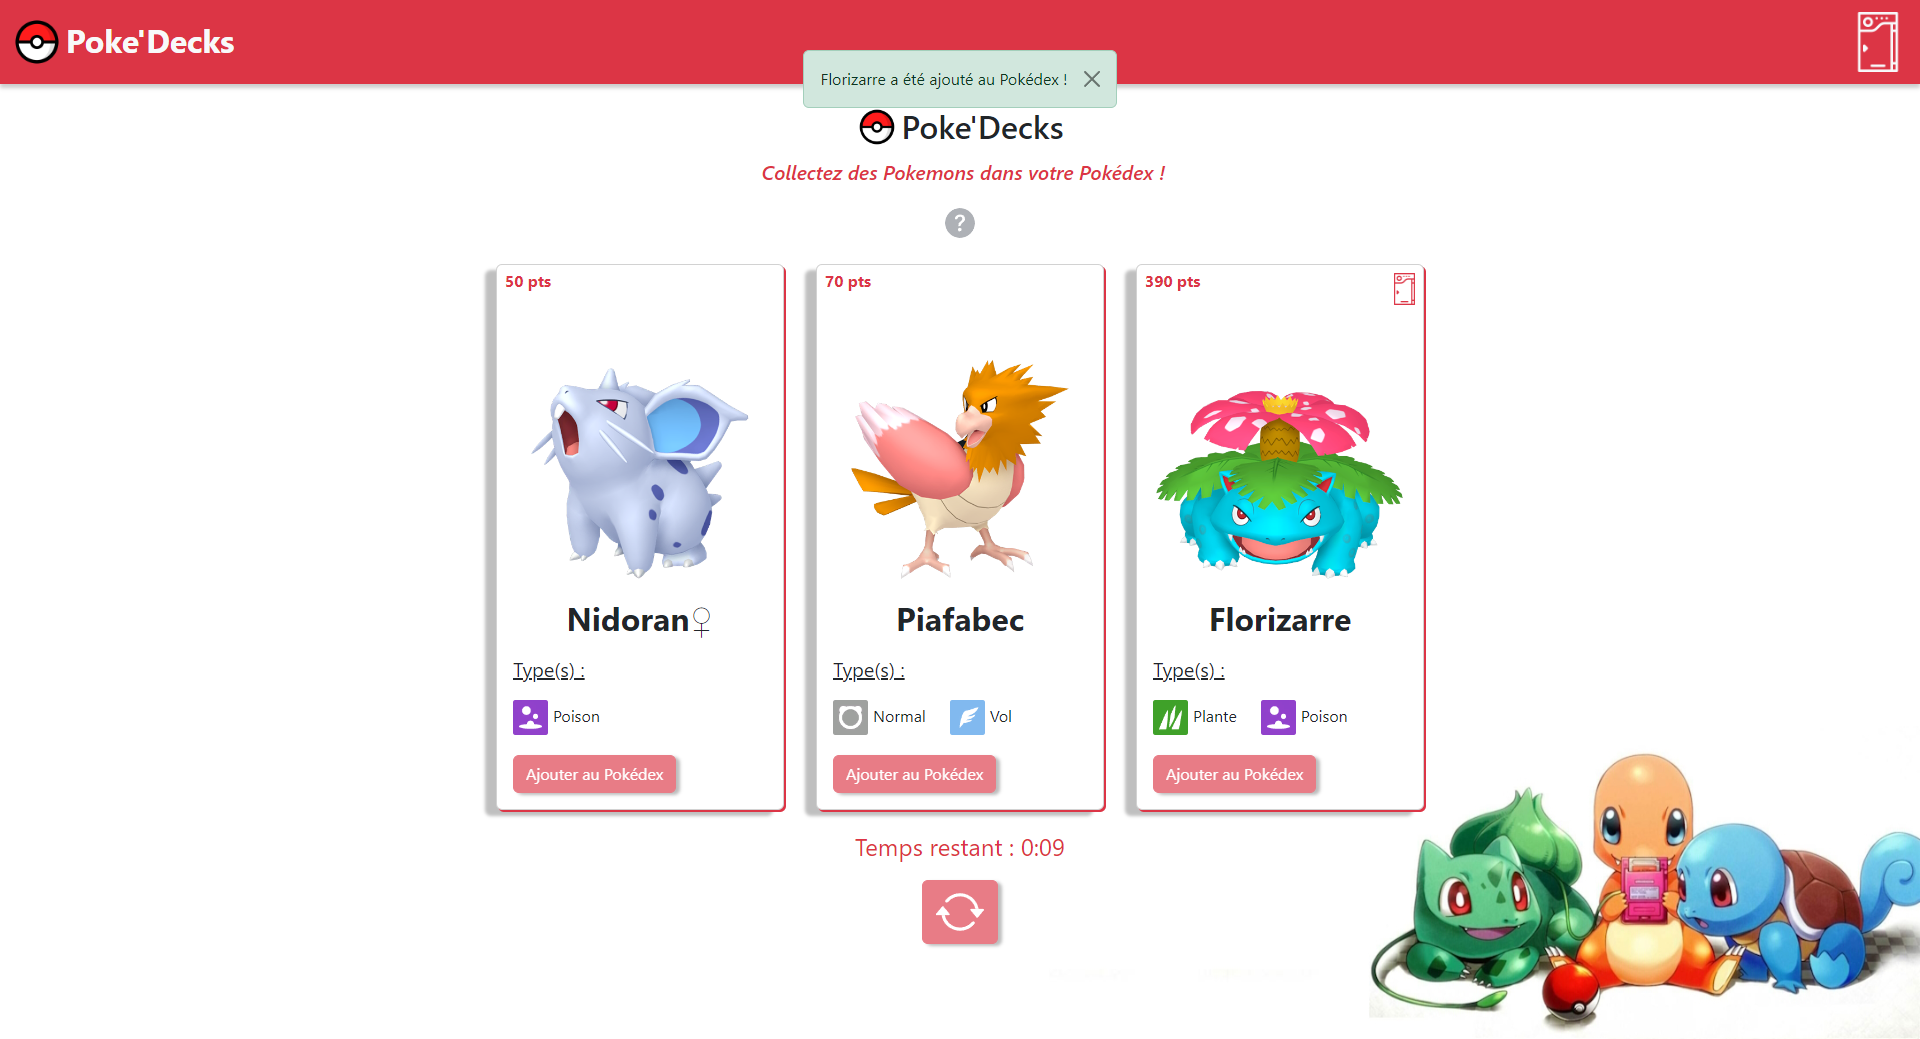 Poke'Decks
Florizarre a été ajouté au Pokédex !
Poke'Decks
Collectez des Pokemons dans votre Pokédex !
?
50 pts
Nidoran♀
Type(s) :
Poison
Ajouter au Pokédex
70 pts
Piafabec
Type(s) :
Normal Vol
Ajouter au Pokédex
390 pts
Florizarre
Type(s) :
Plante Poison
Ajouter au Pokédex
Temps restant : 0:09